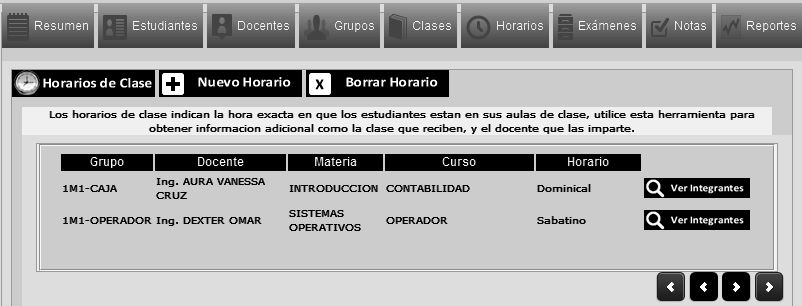 Resumen Estudiantes Docentes Grupos Clases Horarios Exámenes Notas Reportes
Horarios de Clase Nuevo Horario x Borrar Horario
Los horarios de clase indican la hora exacta en que los estudiantes estan en sus aulas de clase, utilice esta herramienta para
obtener informacion adicional como la clase que reciben, y el docente que las imparte.
Grupo Docente Materia Curso Horario
1M1-CAJA Ing. AURA VANESSA CRUZ INTRODUCCION CONTABILIDAD Dominical Ver Integrantes
1M1-OPERADOR Ing. DEXTER OMAR SISTEMAS OPERATIVOS OPERADOR Sabatino Ver Integrantes